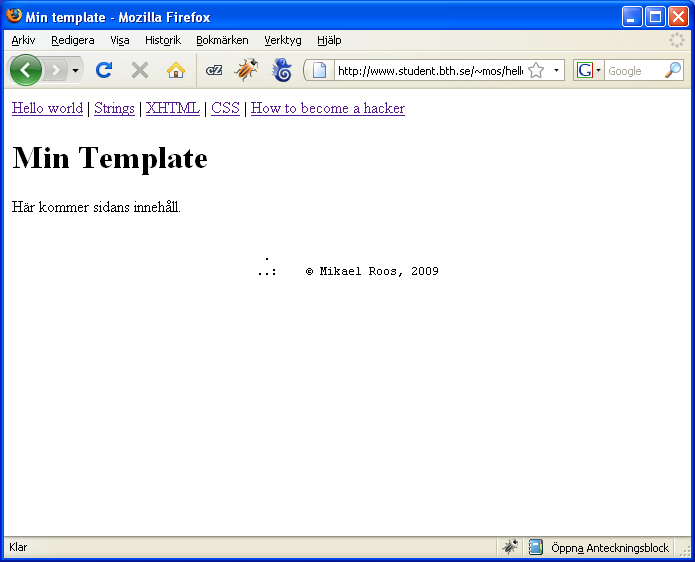 Min template - Mozilla Firefox
Arkiv Redigera Visa Historik Bokmärken Verktyg Hjälp
http://www.student.bth.se/~mos/hello Google
Hello world | Strings | XHTML | CSS | How to become a hacker
Min Template
Här kommer sidans innehåll.
.
..: © Mikael Roos, 2009
Klar Öppna Anteckningsblock